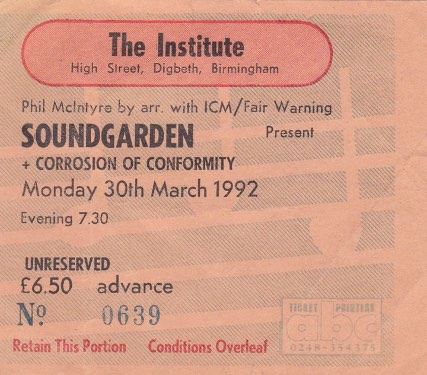 The Institute
High Street, Digbeth, Birmingham
Phil McIntyre by arr. with ICM/Fair Warning
SOUNDGARDEN Present
+ CORROSION OF CONFORMITY
Monday 30th March 1992
Evening 7.30
UNRESERVED
£6.50 advance
Nº 0639
TICKET PRINTERS
abc
Retain This Portion Conditions Overleaf